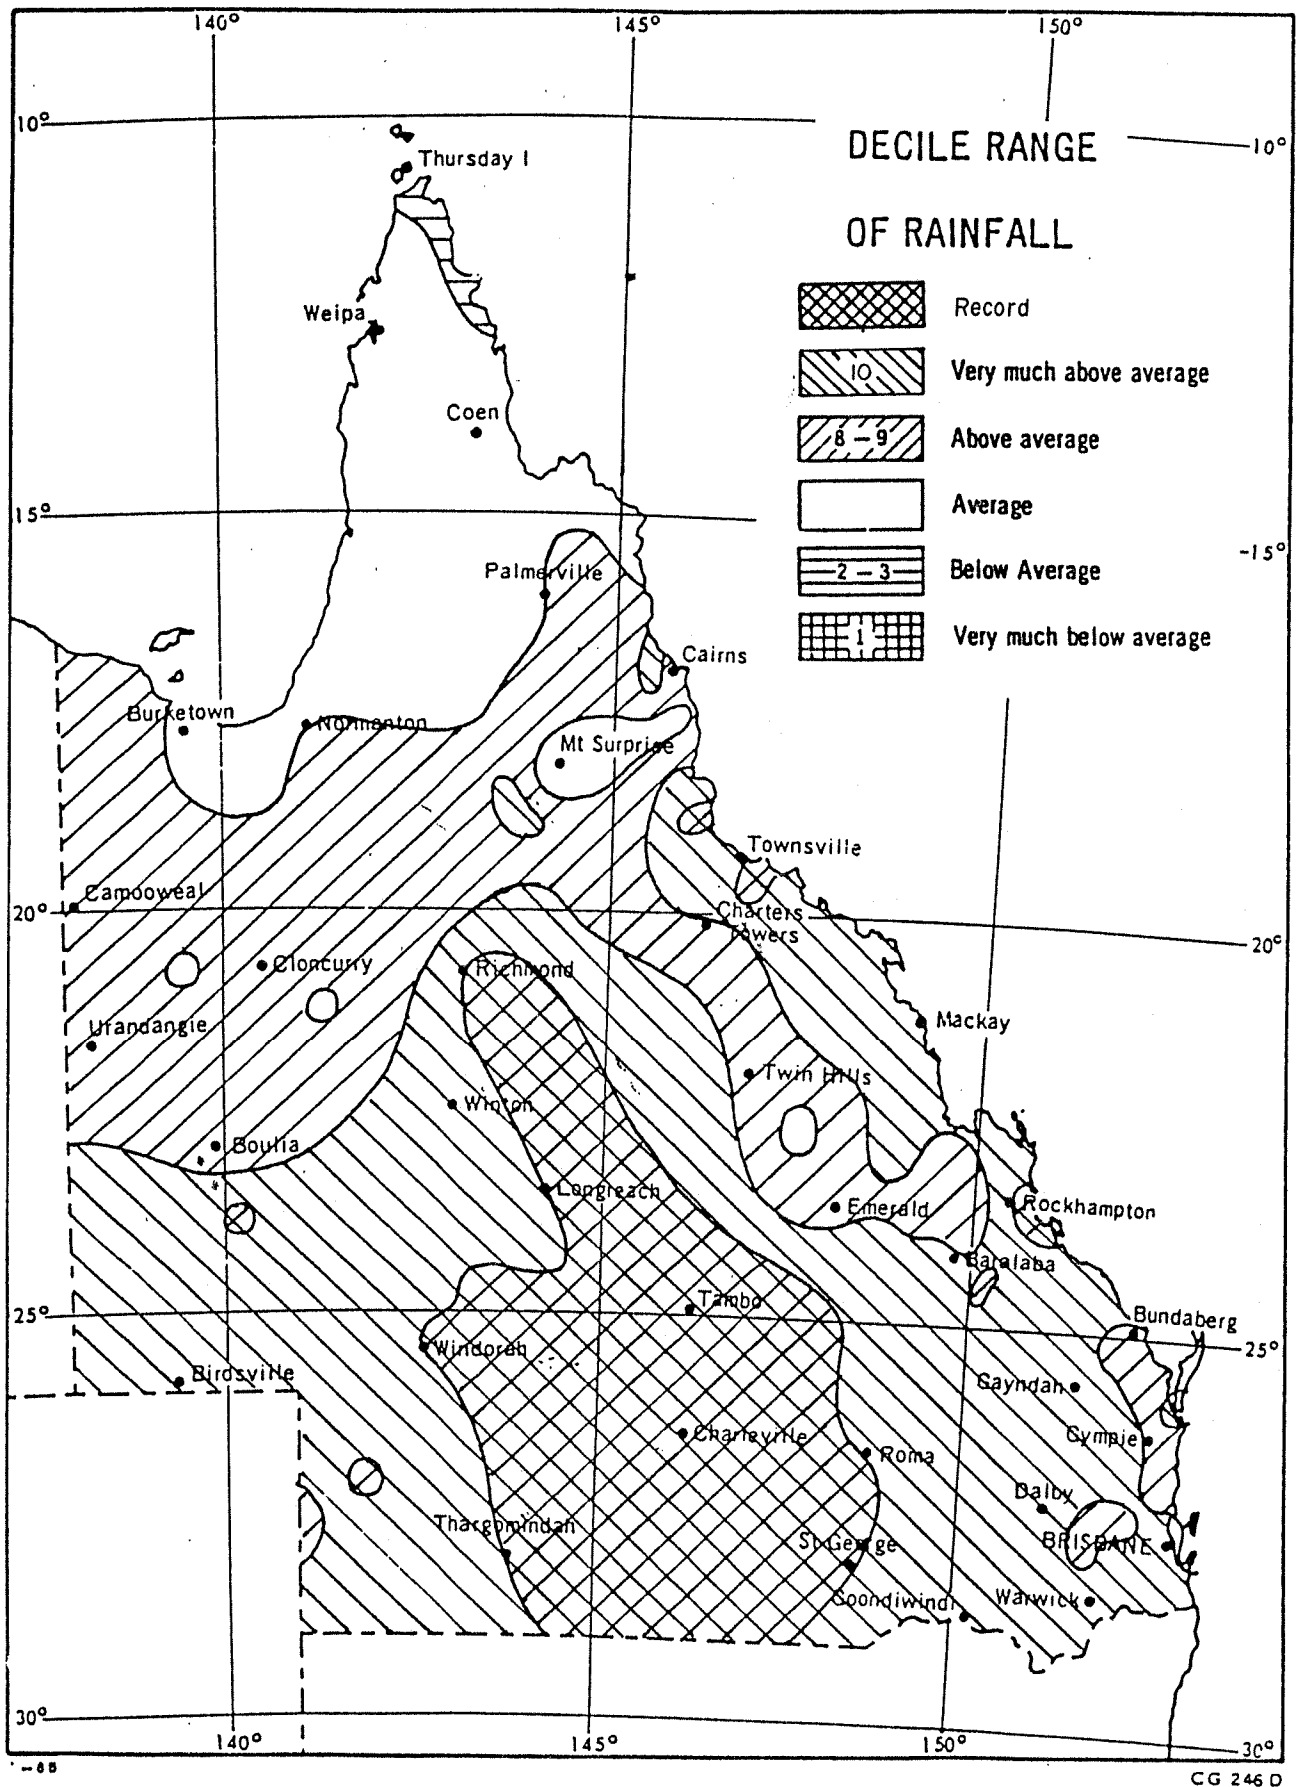 140° 145° 150°
10°
DECILE RANGE
10°
Thursday I
OF RAINFALL
Record
Weipa
10 Very much above average
Coen
8 – 9 Above average
Average
15°
-15°
2 – 3 Below Average
Palmerville
1 Very much below average
Cairns
Burketown
Normanton
Mt Surprise
Townsville
Camooweal
20°
Charters
Towers
20°
Cloncurry
Richmond
Urandangie
Mackay
Twin Hills
Winton
Boulia
Longreach
Emerald
Rockhampton
Baralaba
Tambo
25°
Bundaberg
Windorah
25°
Birdsville
Gayndah
Charleville
Gympie
Roma
Dalby
Thargomindah
St George
BRISBANE
Goondiwindi
Warwick
30°
140° 145° 150°
30°
CG 246 D